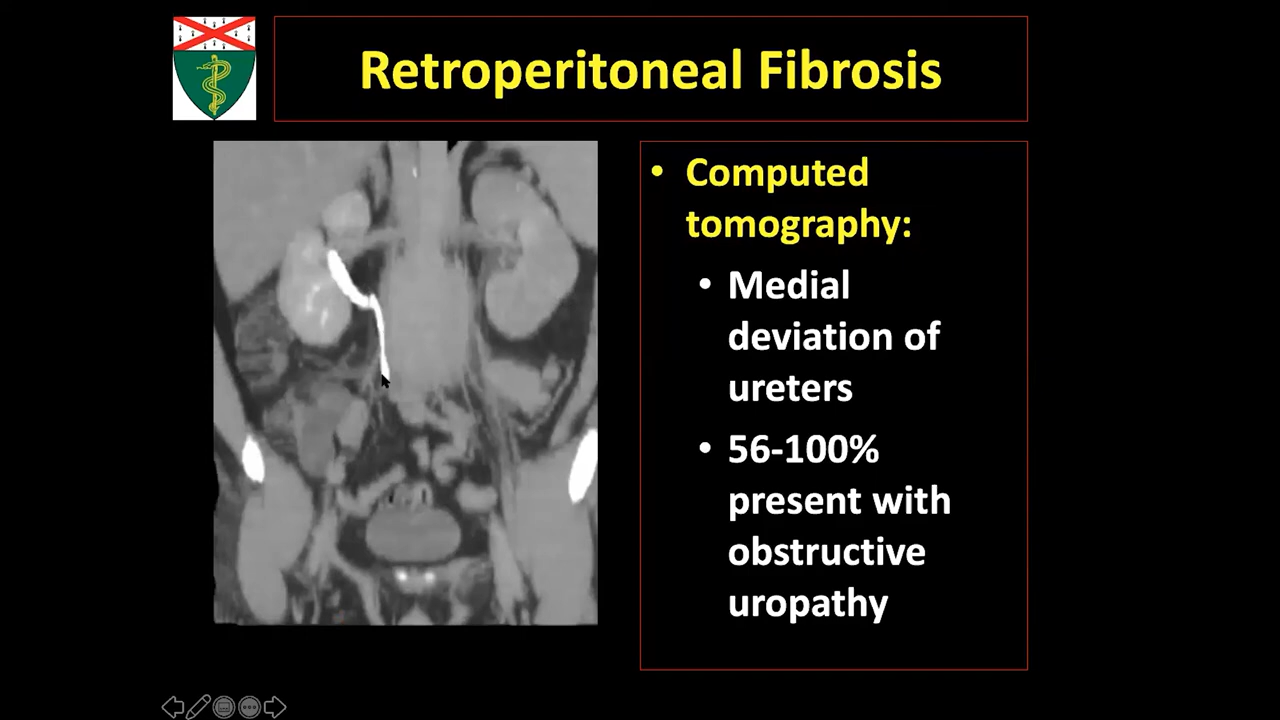 Retroperitoneal Fibrosis
• Computed
tomography:
• Medial
deviation of
ureters
• 56-100%
present with
obstructive
uropathy